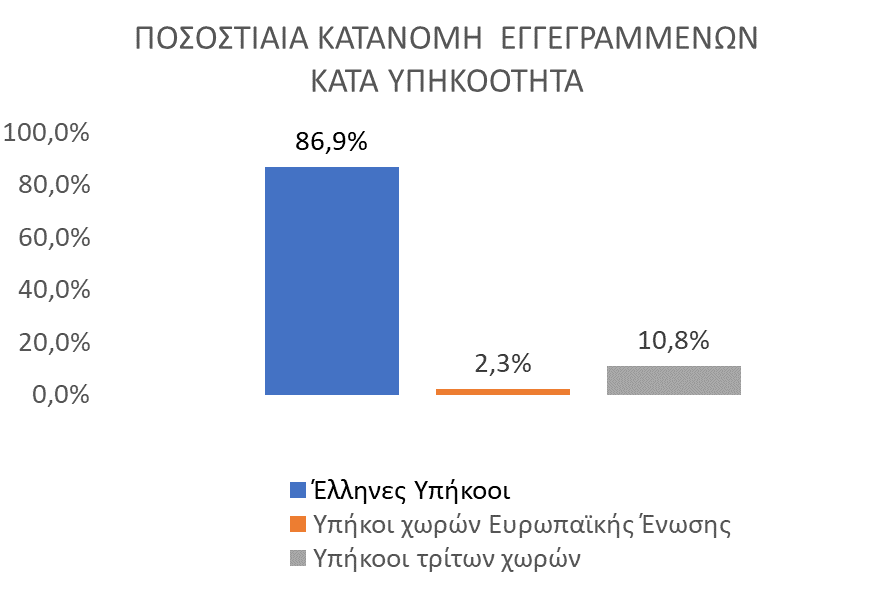 ΠΟΣΟΣΤΙΑΙΑ ΚΑΤΑΝΟΜΗ  ΕΓΓΕΓΡΑΜΜΕΝΩΝ
ΚΑΤΑ ΥΠΗΚΟΟΤΗΤΑ
100,0%
80,0%
60,0%
40,0%
20,0%
0,0%
86,9%
2,3%
10,8%
Έλληνες Υπήκοοι
Υπήκοι χωρών Ευρωπαϊκής Ένωσης
Υπήκοοι τρίτων χωρών